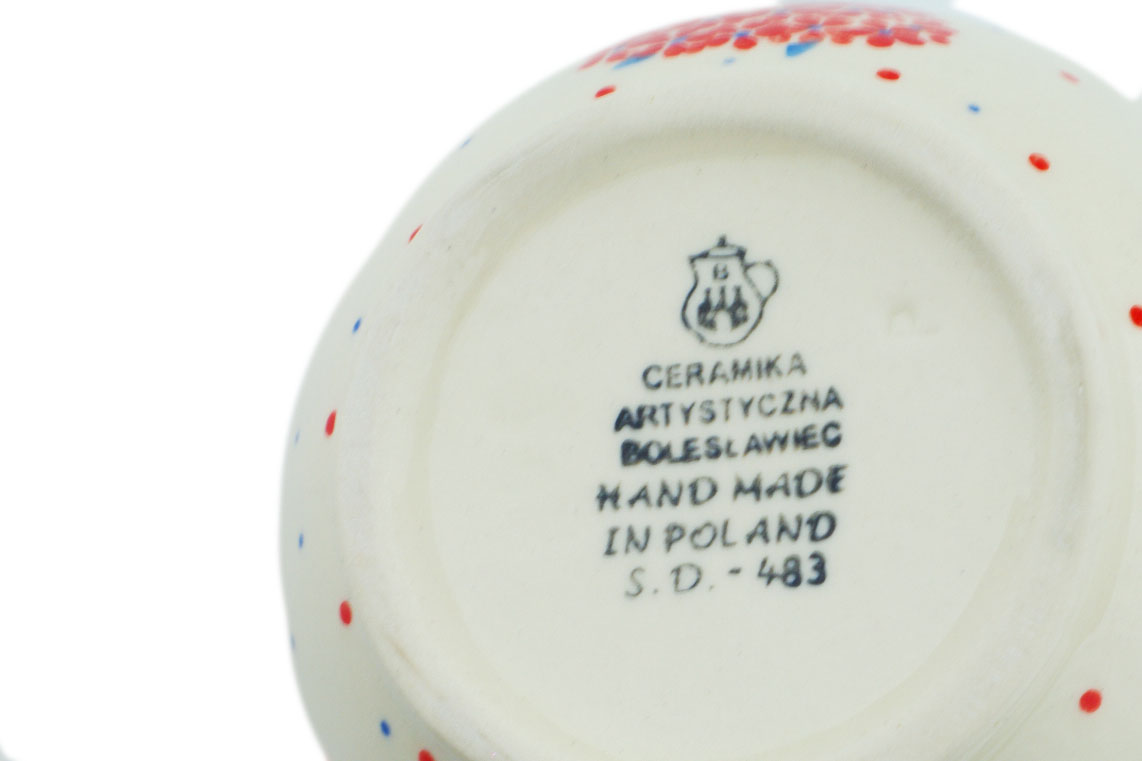 B
CERAMIKA
ARTYSTYCZNA
BOLESŁAWIEC
HAND MADE
IN POLAND
S.D.-483